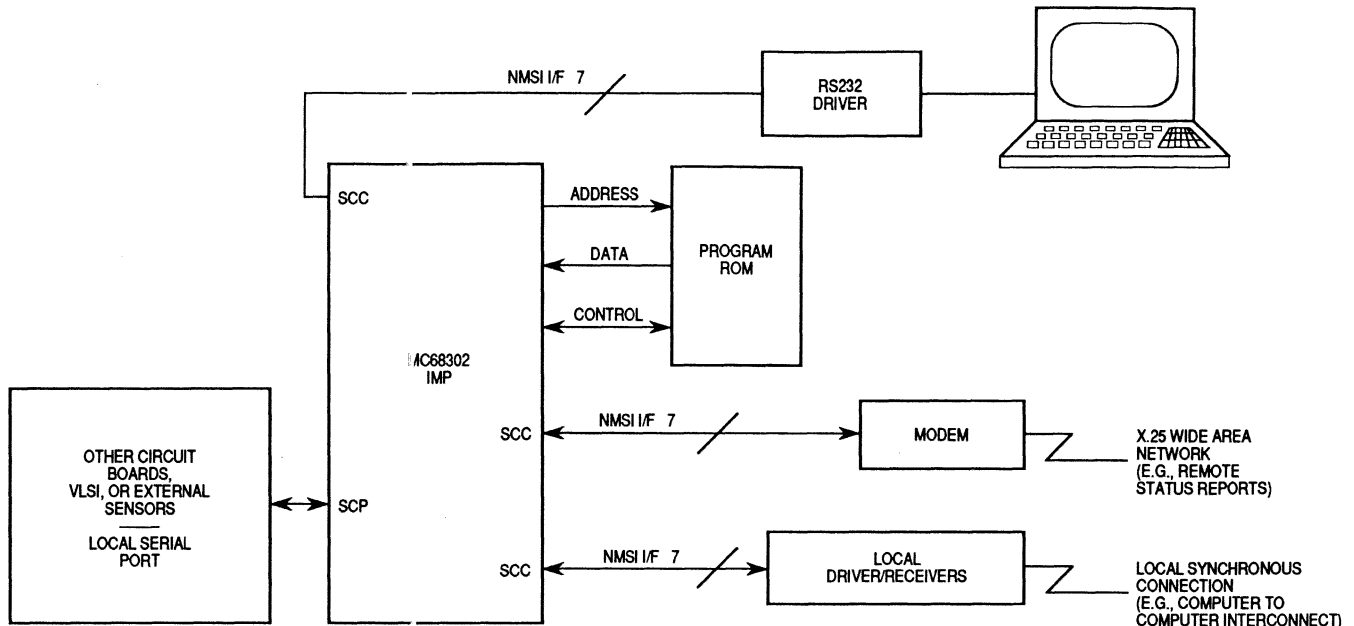 NMSI I/F 7
RS232
DRIVER
SCC
ADDRESS
DATA
CONTROL
PROGRAM
ROM
MC68302
IMP
OTHER CIRCUIT
BOARDS,
VLSI, OR EXTERNAL
SENSORS
LOCAL SERIAL
PORT
SCP
SCC
NMSI I/F 7
MODEM
X.25 WIDE AREA
NETWORK
(E.G., REMOTE
STATUS REPORTS)
SCC
NMSI I/F 7
LOCAL
DRIVER/RECEIVERS
LOCAL SYNCHRONOUS
CONNECTION
(E.G., COMPUTER TO
COMPUTER INTERCONNECT)